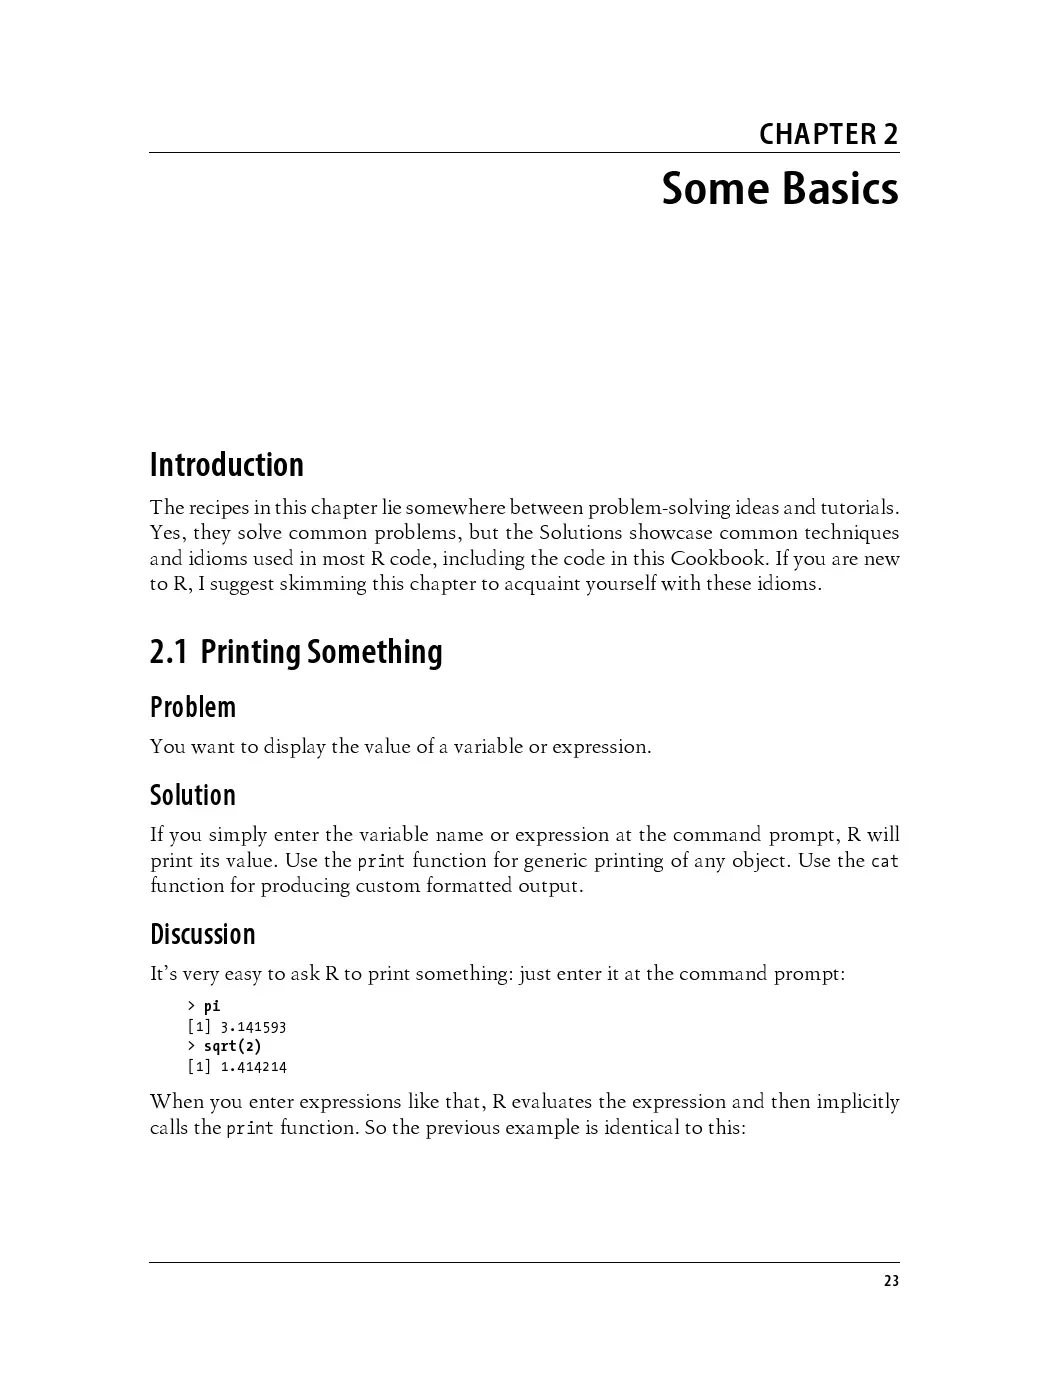 CHAPTER 2
Some Basics
Introduction
The recipes in this chapter lie somewhere between problem-solving ideas and tutorials.
Yes, they solve common problems, but the Solutions showcase common techniques
and idioms used in most R code, including the code in this Cookbook. If you are new
to R, I suggest skimming this chapter to acquaint yourself with these idioms.
2.1 Printing Something
Problem
You want to display the value of a variable or expression.
Solution
If you simply enter the variable name or expression at the command prompt, R will
print its value. Use the print function for generic printing of any object. Use the cat
function for producing custom formatted output.
Discussion
It’s very easy to ask R to print something: just enter it at the command prompt:
> pi
[1] 3.141593
> sqrt(2)
[1] 1.414214
When you enter expressions like that, R evaluates the expression and then implicitly
calls the print function. So the previous example is identical to this:
23